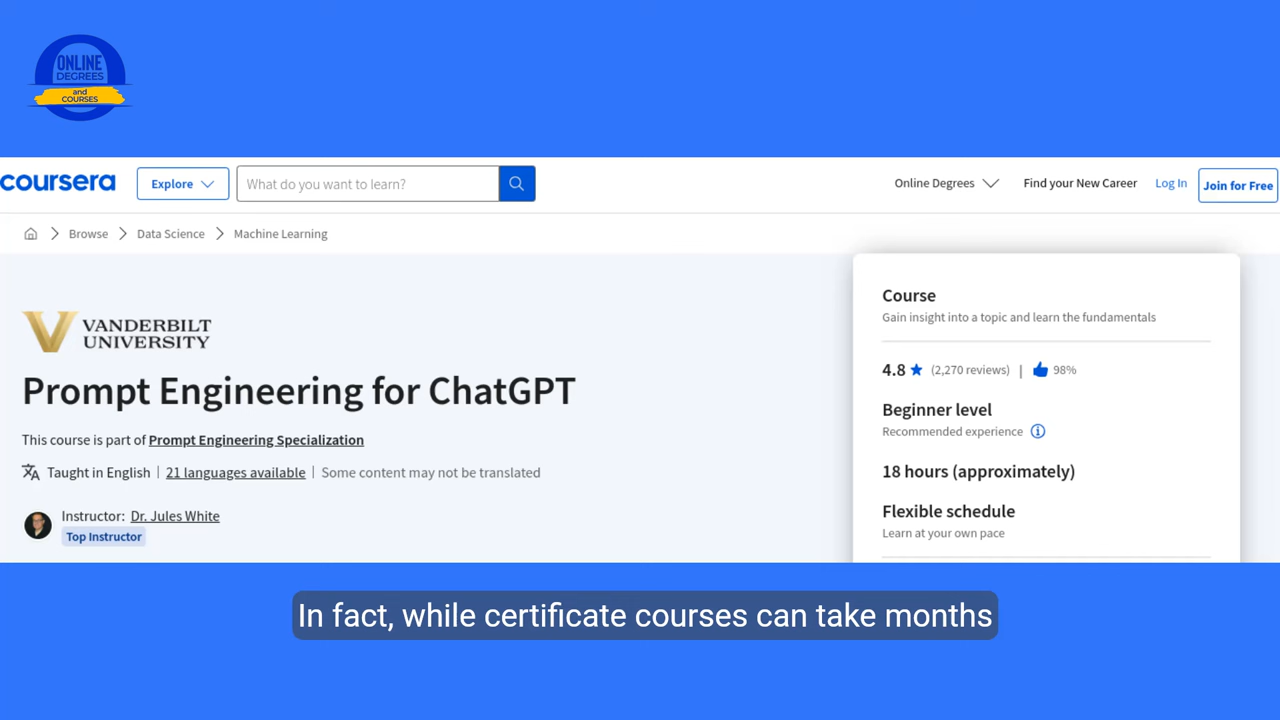 ONLINE
DEGREES
and
COURSES
coursera
Explore
What do you want to learn?
Online Degrees
Find your New Career
Log In
Join for Free
Browse
Data Science
Machine Learning
VANDERBILT
UNIVERSITY
Prompt Engineering for ChatGPT
This course is part of Prompt Engineering Specialization
Taught in English | 21 languages available | Some content may not be translated
Instructor: Dr. Jules White
Top Instructor
Course
Gain insight into a topic and learn the fundamentals
4.8 ★ (2,270 reviews) | 98%
Beginner level
Recommended experience
18 hours (approximately)
Flexible schedule
Learn at your own pace
In fact, while certificate courses can take months